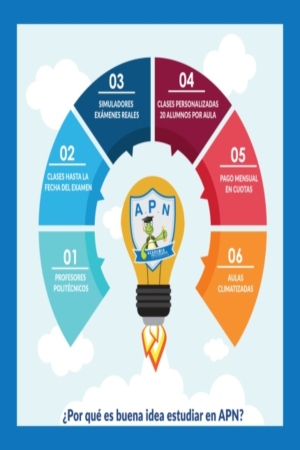 01
PROFESORES
POLITÉCNICOS
02
CLASES HASTA LA
FECHA DEL EXAMEN
03
SIMULADORES
EXÁMENES REALES
04
CLASES PERSONALIZADAS
20 ALUMNOS POR AULA
05
PAGO MENSUAL
EN CUOTAS
06
AULAS
CLIMATIZADAS
APN
¿Por qué es buena idea estudiar en APN?